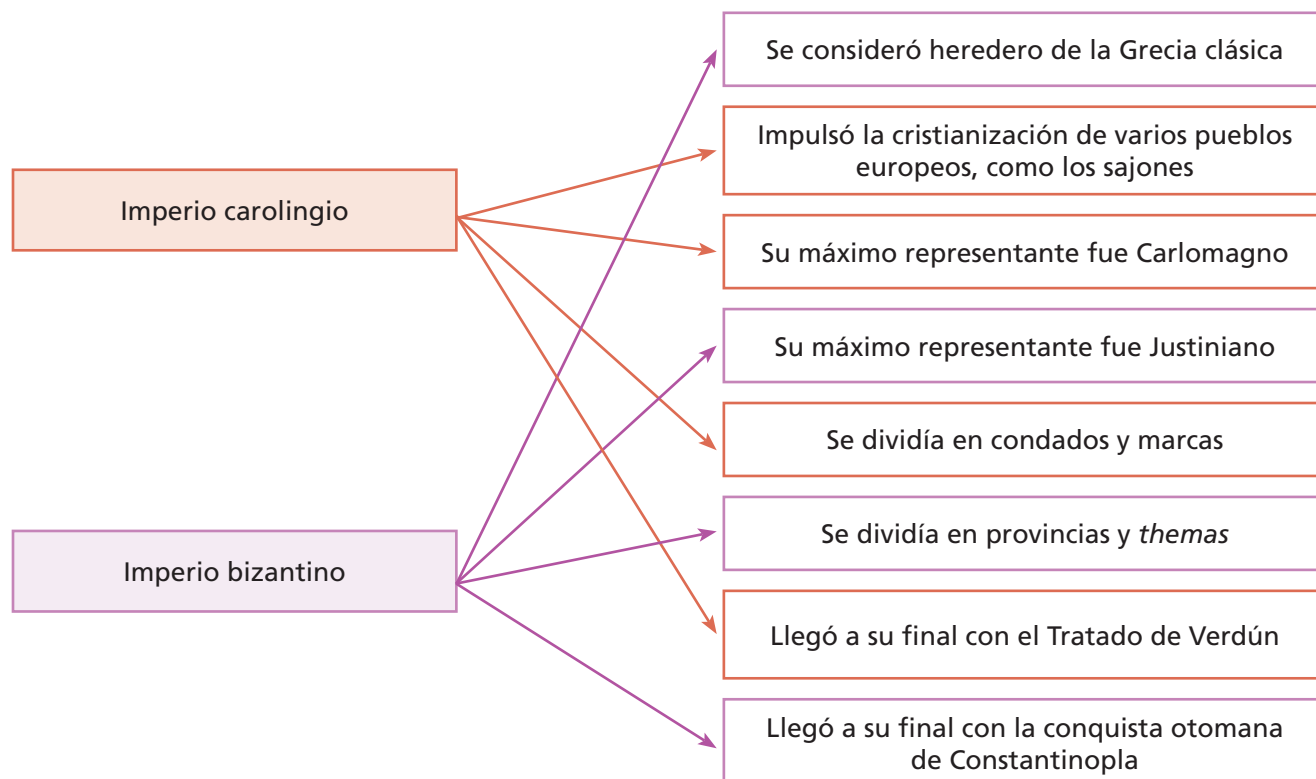 Se consideró heredero de la Grecia clásica
Impulsó la cristianización de varios pueblos
europeos, como los sajones
Imperio carolingio
Su máximo representante fue Carlomagno
Su máximo representante fue Justiniano
Se dividía en condados y marcas
Se dividía en provincias y themas
Imperio bizantino
Llegó a su final con el Tratado de Verdún
Llegó a su final con la conquista otomana
de Constantinopla